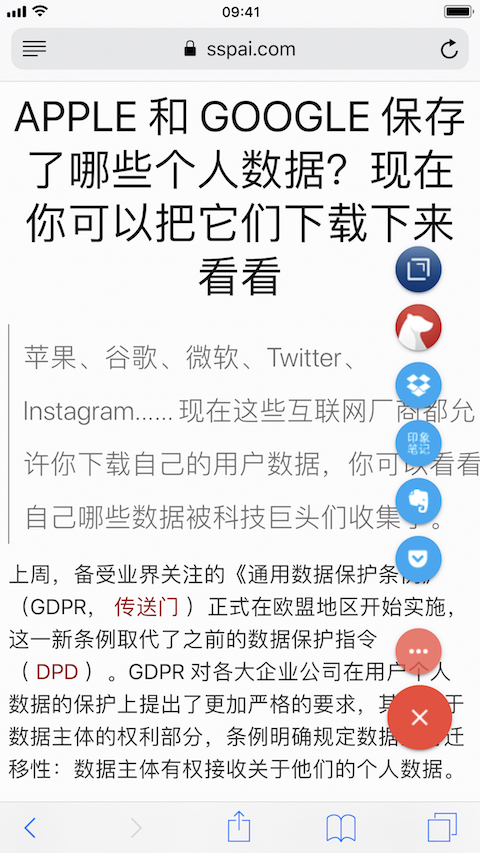 09:41
sspai.com
APPLE 和 GOOGLE 保存
了哪些个人数据？现在
你可以把它们下载下来
看看
苹果、谷歌、微软、Twitter、
Instagram...... 现在这些互联网厂商都允
许你下载自己的用户数据，你可以看看
自己哪些数据被科技巨头们收集了。
印象
笔记
上周，备受业界关注的《通用数据保护条例》
（GDPR， 传送门 ）正式在欧盟地区开始实施，
这一新条例取代了之前的数据保护指令
（ DPD ）。GDPR 对各大企业公司在用户个人
数据的保护上提出了更加严格的要求，其 于
数据主体的权利部分，条例明确规定数据 迁
移性：数据主体有权接收关于他们的个人数据。